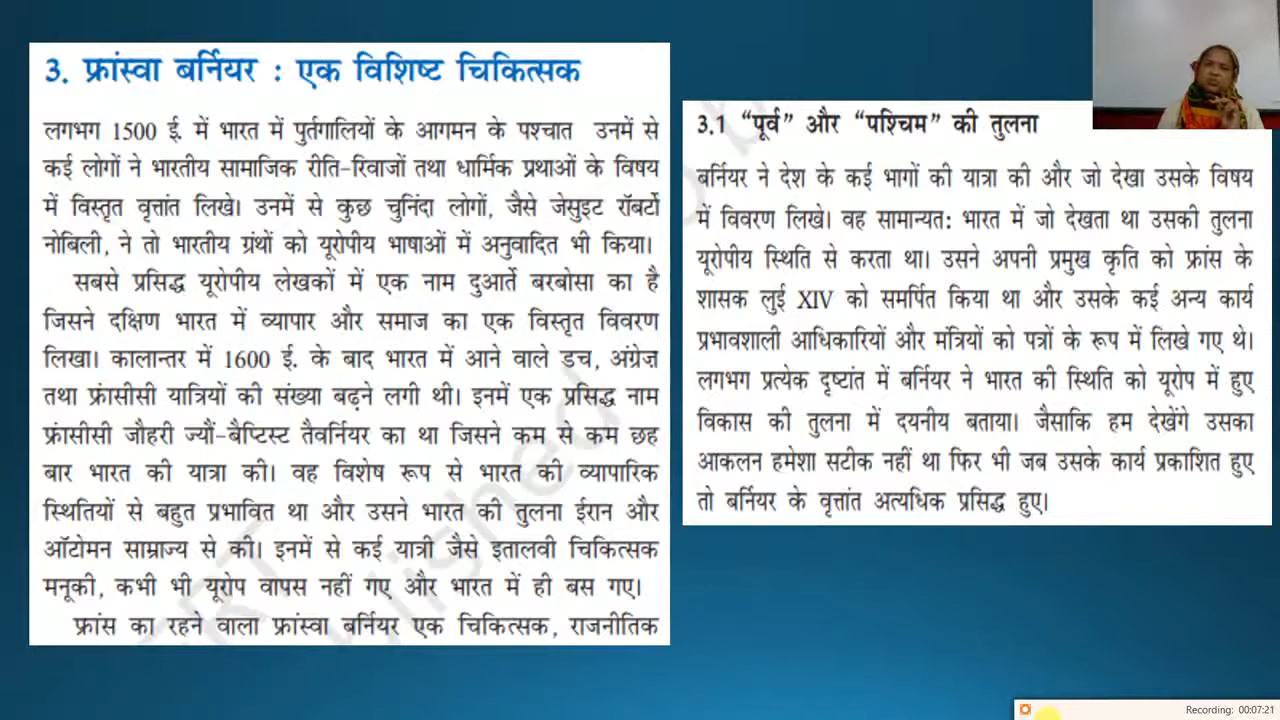 3. फ्रांस्वा बर्नियर : एक विशिष्ट चिकित्सक
लगभग 1500 ई. में भारत में पुर्तगालियों के आगमन के पश्चात उनमें से
कई लोगों ने भारतीय सामाजिक रीति-रिवाजों तथा धार्मिक प्रथाओं के विषय
में विस्तृत वृत्तांत लिखे। उनमें से कुछ चुनिंदा लोगों, जैसे जेसुइट रॉबर्टो
नोबिली, ने तो भारतीय ग्रंथों को यूरोपीय भाषाओं में अनुवादित भी किया।
सबसे प्रसिद्ध यूरोपीय लेखकों में एक नाम दुआर्ते बरबोसा का है
जिसने दक्षिण भारत में व्यापार और समाज का एक विस्तृत विवरण
लिखा। कालान्तर में 1600 ई. के बाद भारत में आने वाले डच, अंग्रेज
तथा फ्रांसीसी यात्रियों की संख्या बढ़ने लगी थी। इनमें एक प्रसिद्ध नाम
फ्रांसीसी जौहरी ज्यौं-बैप्टिस्ट तैवर्नियर का था जिसने कम से कम छह
बार भारत की यात्रा की। वह विशेष रूप से भारत की व्यापारिक
स्थितियों से बहुत प्रभावित था और उसने भारत की तुलना ईरान और
ऑटोमन साम्राज्य से की। इनमें से कई यात्री जैसे इतालवी चिकित्सक
मनूकी, कभी भी यूरोप वापस नहीं गए और भारत में ही बस गए।
फ्रांस का रहने वाला फ्रांस्वा बर्नियर एक चिकित्सक, राजनीतिक
3.1 “पूर्व” और “पश्चिम” की तुलना
बर्नियर ने देश के कई भागों की यात्रा की और जो देखा उसके विषय
में विवरण लिखे। वह सामान्यत: भारत में जो देखता था उसकी तुलना
यूरोपीय स्थिति से करता था। उसने अपनी प्रमुख कृति को फ्रांस के
शासक लुई XIV को समर्पित किया था और उसके कई अन्य कार्य
प्रभावशाली आधिकारियों और मंत्रियों को पत्रों के रूप में लिखे गए थे।
लगभग प्रत्येक दृष्टांत में बर्नियर ने भारत की स्थिति को यूरोप में हुए
विकास की तुलना में दयनीय बताया। जैसाकि हम देखेंगे उसका
आकलन हमेशा सटीक नहीं था फिर भी जब उसके कार्य प्रकाशित हुए
तो बर्नियर के वृत्तांत अत्यधिक प्रसिद्ध हुए।
Recording: 00:07:21